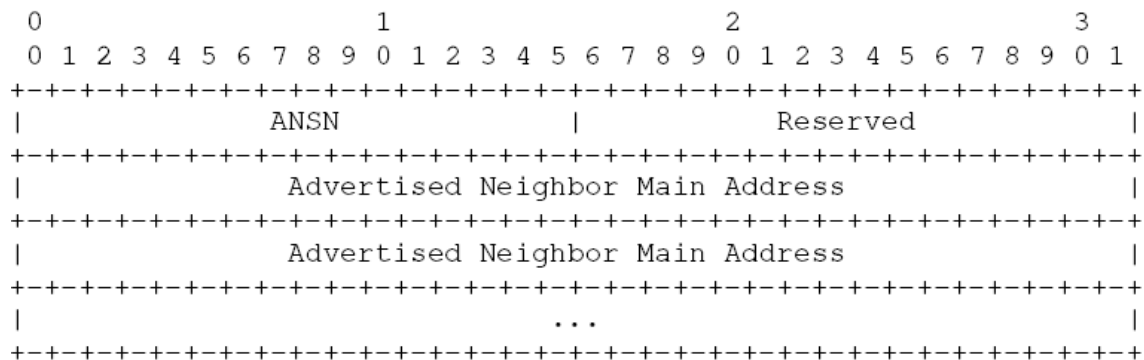 0                   1                   2                   3
 0 1 2 3 4 5 6 7 8 9 0 1 2 3 4 5 6 7 8 9 0 1 2 3 4 5 6 7 8 9 0 1
+-+-+-+-+-+-+-+-+-+-+-+-+-+-+-+-+-+-+-+-+-+-+-+-+-+-+-+-+-+-+-+-+
|              ANSN             |           Reserved            |
+-+-+-+-+-+-+-+-+-+-+-+-+-+-+-+-+-+-+-+-+-+-+-+-+-+-+-+-+-+-+-+-+
|               Advertised Neighbor Main Address                |
+-+-+-+-+-+-+-+-+-+-+-+-+-+-+-+-+-+-+-+-+-+-+-+-+-+-+-+-+-+-+-+-+
|               Advertised Neighbor Main Address                |
+-+-+-+-+-+-+-+-+-+-+-+-+-+-+-+-+-+-+-+-+-+-+-+-+-+-+-+-+-+-+-+-+
|                              ...                              |
+-+-+-+-+-+-+-+-+-+-+-+-+-+-+-+-+-+-+-+-+-+-+-+-+-+-+-+-+-+-+-+-+